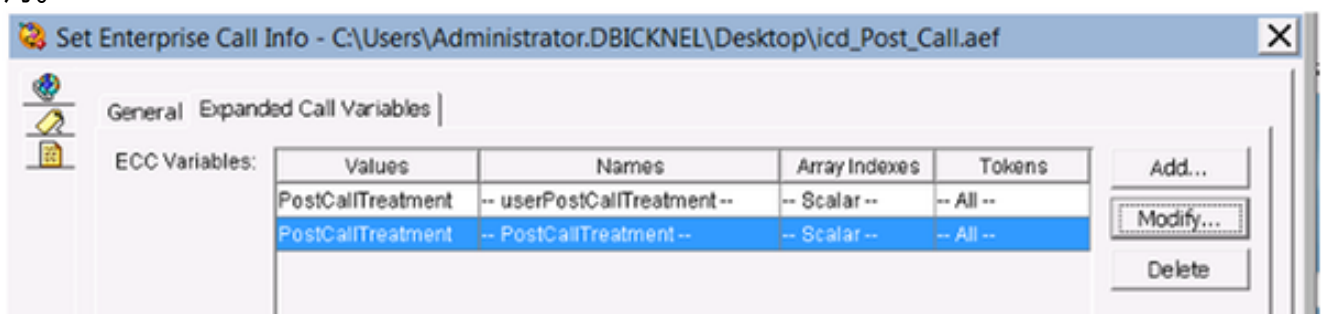 Set Enterprise Call Info - C:\Users\Administrator.DBICKNEL\Desktop\icd_Post_Call.aef
General Expanded Call Variables
ECC Variables: Values Names Array Indexes Tokens Add...
PostCallTreatment -- userPostCallTreatment -- -- Scalar -- -- All --
Modify...
PostCallTreatment -- PostCallTreatment -- -- Scalar -- -- All --
Delete